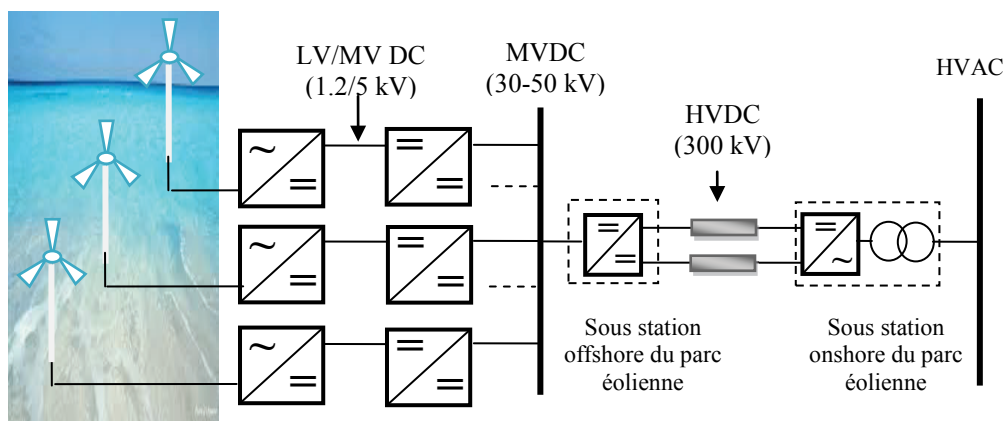 LV/MV DC
(1.2/5 kV)
MVDC
(30-50 kV)
HVDC
(300 kV)
HVAC
Sous station
offshore du parc
éolienne
Sous station
onshore du parc
éolienne